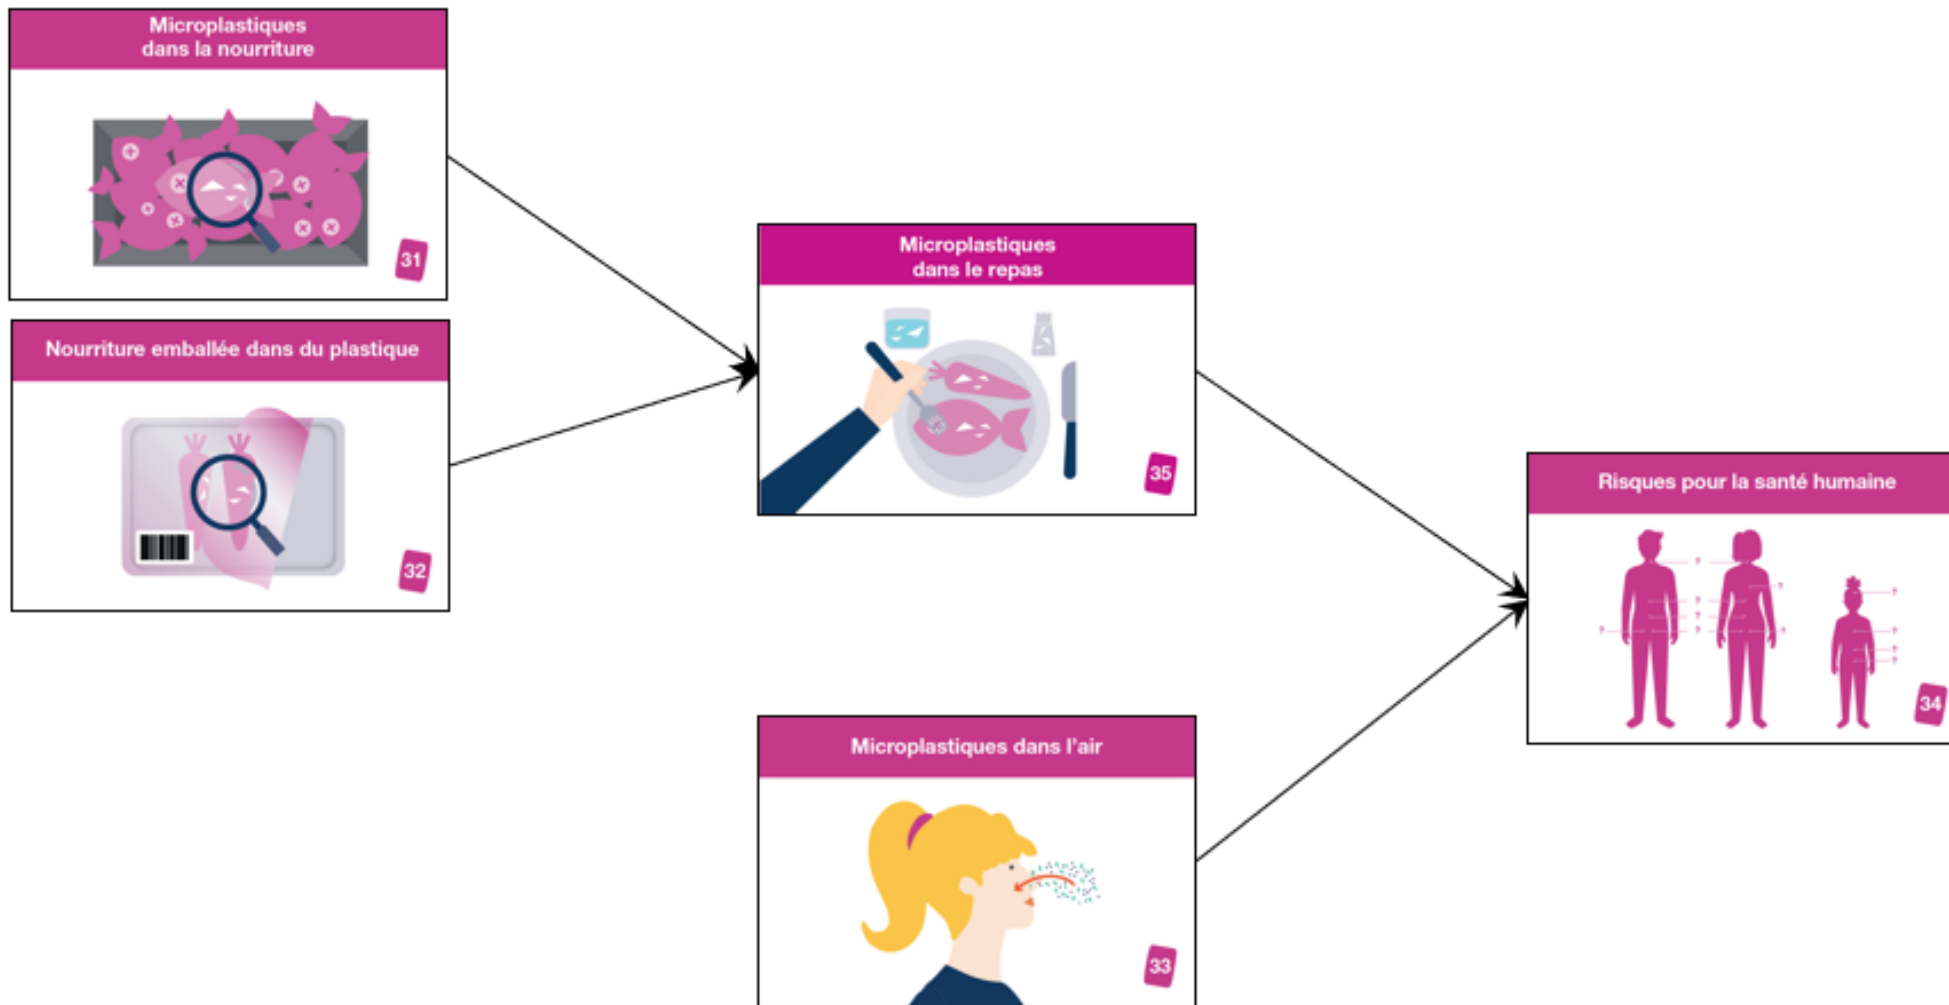 Microplastiques
dans la nourriture
31
Nourriture emballée dans du plastique
32
Microplastiques
dans le repas
35
Microplastiques dans l'air
33
Risques pour la santé humaine
? ?
? ?
? ? ?
? ?
? ?
?
34